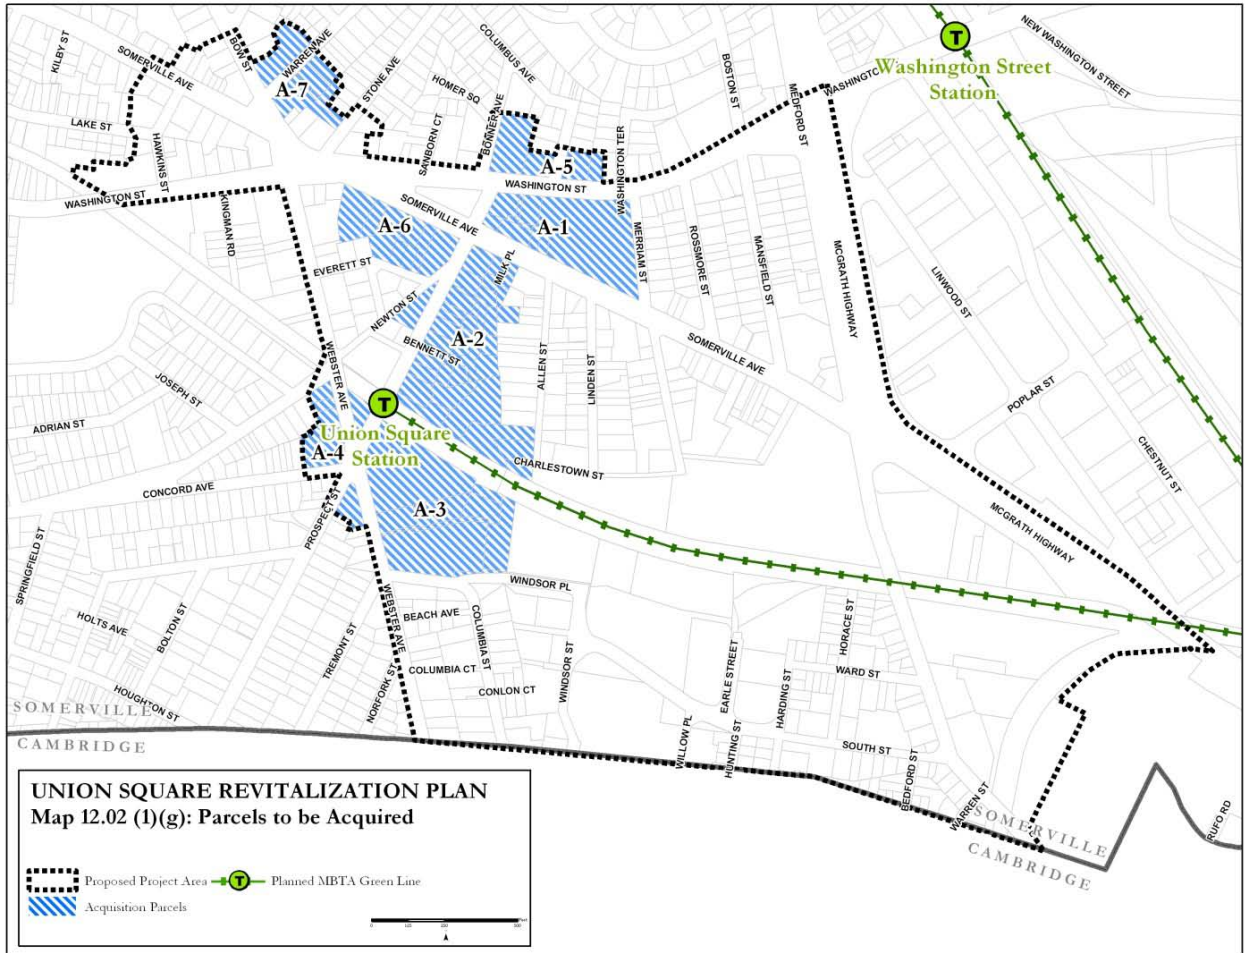 KILBY ST
SOMERVILLE AVE
BOW ST
WARREN AVE
A-7
STONE AVE
COLUMBUS AVE
HOMER SQ
SANBORN CT
BONNER AVE
BOSTON ST
MEDFORD ST
WASHINGTO
T
Washington Street
Station
NEW WASHINGTON STREET
LAKE ST
HAWKINS ST
WASHINGTON ST
KINGMAN RD
A-5
WASHINGTON ST
WASHINGTON TER
SOMERVILLE AVE
A-6
A-1
MERRIAM ST
ROSSMORE ST
MANSFIELD ST
MCGRATH HIGHWAY
LINWOOD ST
EVERETT ST
MILK PL
NEWTON ST
BENNETT ST
A-2
ALLEN ST
LINDEN ST
SOMERVILLE AVE
POPLAR ST
CHESTNUT ST
WEBSTER AVE
JOSEPH ST
ADRIAN ST
T
Union Square
Station
A-4
CHARLESTOWN ST
CONCORD AVE
PROSPECT ST
A-3
MCGRATH HIGHWAY
SPRINGFIELD ST
HOLTS AVE
BOLTON ST
HOUGHTON ST
TREMONT ST
NORFORK ST
WEBSTER AVE
WINDSOR PL
BEACH AVE
COLUMBIA ST
COLUMBIA CT
CONLON CT
WINDSOR ST
EARLE STREET
HORACE ST
WARD ST
HARDING ST
WILLOW PL
HUNTING ST
SOUTH ST
BEDFORD ST
WARREN ST
RUFO RD
SOMERVILLE
CAMBRIDGE
SOMERVILLE
CAMBRIDGE
UNION SQUARE REVITALIZATION PLAN
Map 12.02 (1)(g): Parcels to be Acquired
Proposed Project Area
T
Planned MBTA Green Line
Acquisition Parcels